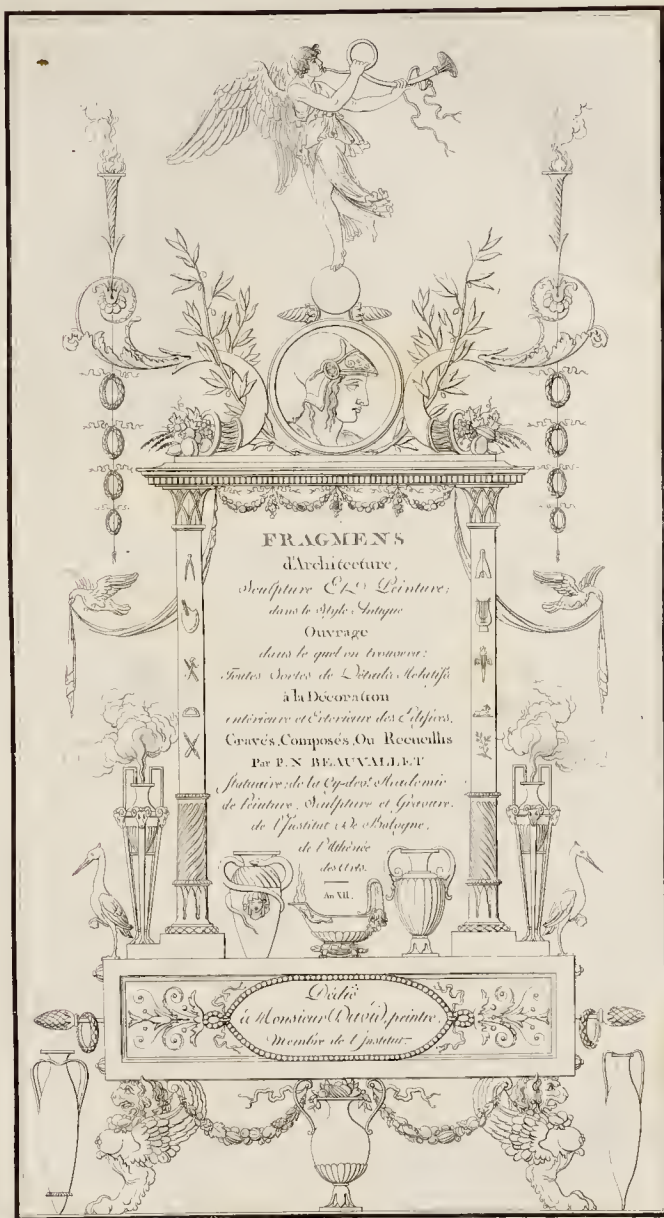 FRAGMENS
d'Architecture,
Sculpture Et Peinture;
dans le Style Antique
Ouvrage
dans le quel on trouvera:
Toutes Sortes de Détails Relatifs
à la Décoration
intérieure et Exterieur des Edifices,
Gravés, Composés, Ou Recueillis
Par P. N. BEAUVALLET
Statuaire; de la Cy-devt. Academie
de Peinture, Sculpture et Gravure.
de l'Institut De Bologne,
de l'Athénée
des Arts.
An XII.
Dédié
à Monsieur David, peintre,
Membre de l'Institut